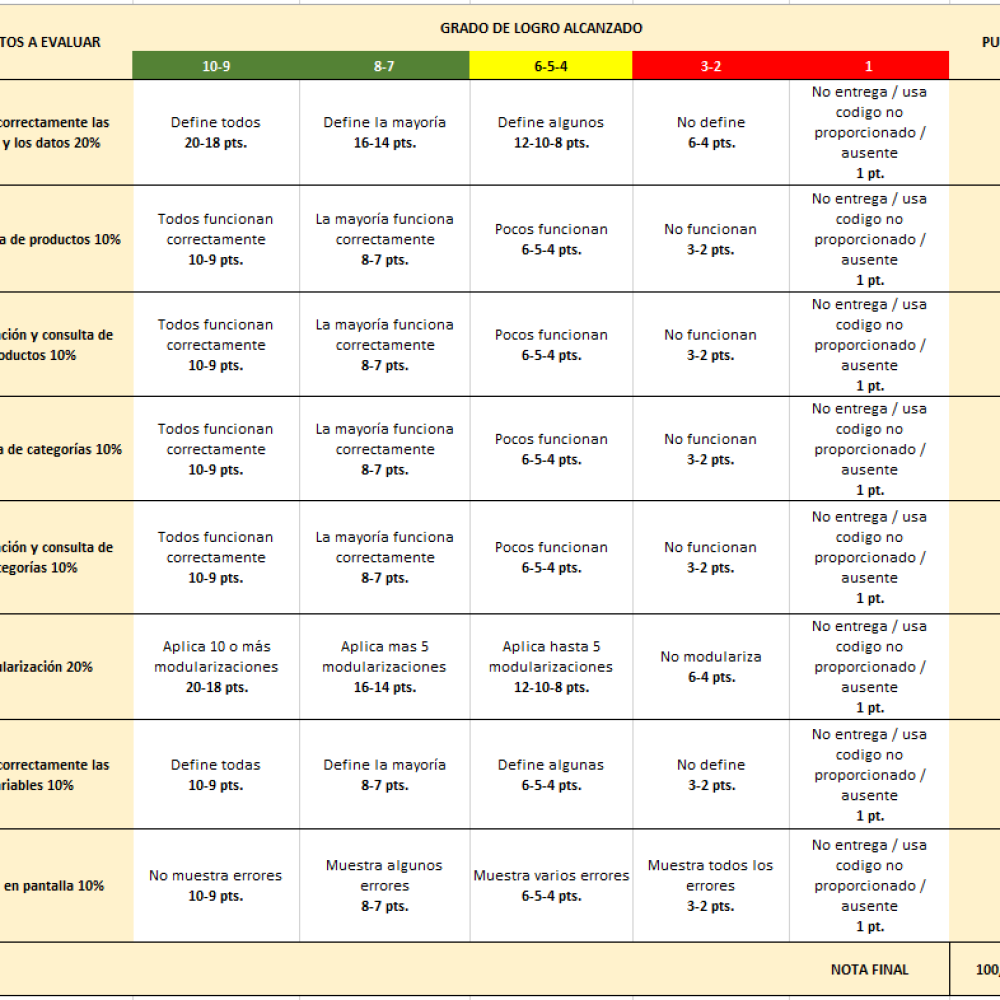 GRADO DE LOGRO ALCANZADO
TOS A EVALUAR
PU
10-9
8-7
6-5-4
3-2
1
correctamente las
y los datos 20%
Define todos
20-18 pts.
Define la mayoría
16-14 pts.
Define algunos
12-10-8 pts.
No define
6-4 pts.
No entrega / usa
codigo no
proporcionado /
ausente
1 pt.
a de productos 10%
Todos funcionan
correctamente
10-9 pts.
La mayoría funciona
correctamente
8-7 pts.
Pocos funcionan
6-5-4 pts.
No funcionan
3-2 pts.
No entrega / usa
codigo no
proporcionado /
ausente
1 pt.
ción y consulta de
oductos 10%
Todos funcionan
correctamente
10-9 pts.
La mayoría funciona
correctamente
8-7 pts.
Pocos funcionan
6-5-4 pts.
No funcionan
3-2 pts.
No entrega / usa
codigo no
proporcionado /
ausente
1 pt.
a de categorías 10%
Todos funcionan
correctamente
10-9 pts.
La mayoría funciona
correctamente
8-7 pts.
Pocos funcionan
6-5-4 pts.
No funcionan
3-2 pts.
No entrega / usa
codigo no
proporcionado /
ausente
1 pt.
ción y consulta de
tegorías 10%
Todos funcionan
correctamente
10-9 pts.
La mayoría funciona
correctamente
8-7 pts.
Pocos funcionan
6-5-4 pts.
No funcionan
3-2 pts.
No entrega / usa
codigo no
proporcionado /
ausente
1 pt.
ularización 20%
Aplica 10 o más
modularizaciones
20-18 pts.
Aplica mas 5
modularizaciones
16-14 pts.
Aplica hasta 5
modularizaciones
12-10-8 pts.
No modulariza
6-4 pts.
No entrega / usa
codigo no
proporcionado /
ausente
1 pt.
correctamente las
riables 10%
Define todas
10-9 pts.
Define la mayoría
8-7 pts.
Define algunas
6-5-4 pts.
No define
3-2 pts.
No entrega / usa
codigo no
proporcionado /
ausente
1 pt.
en pantalla 10%
No muestra errores
10-9 pts.
Muestra algunos
errores
8-7 pts.
Muestra varios errores
6-5-4 pts.
Muestra todos los
errores
3-2 pts.
No entrega / usa
codigo no
proporcionado /
ausente
1 pt.
NOTA FINAL
100,